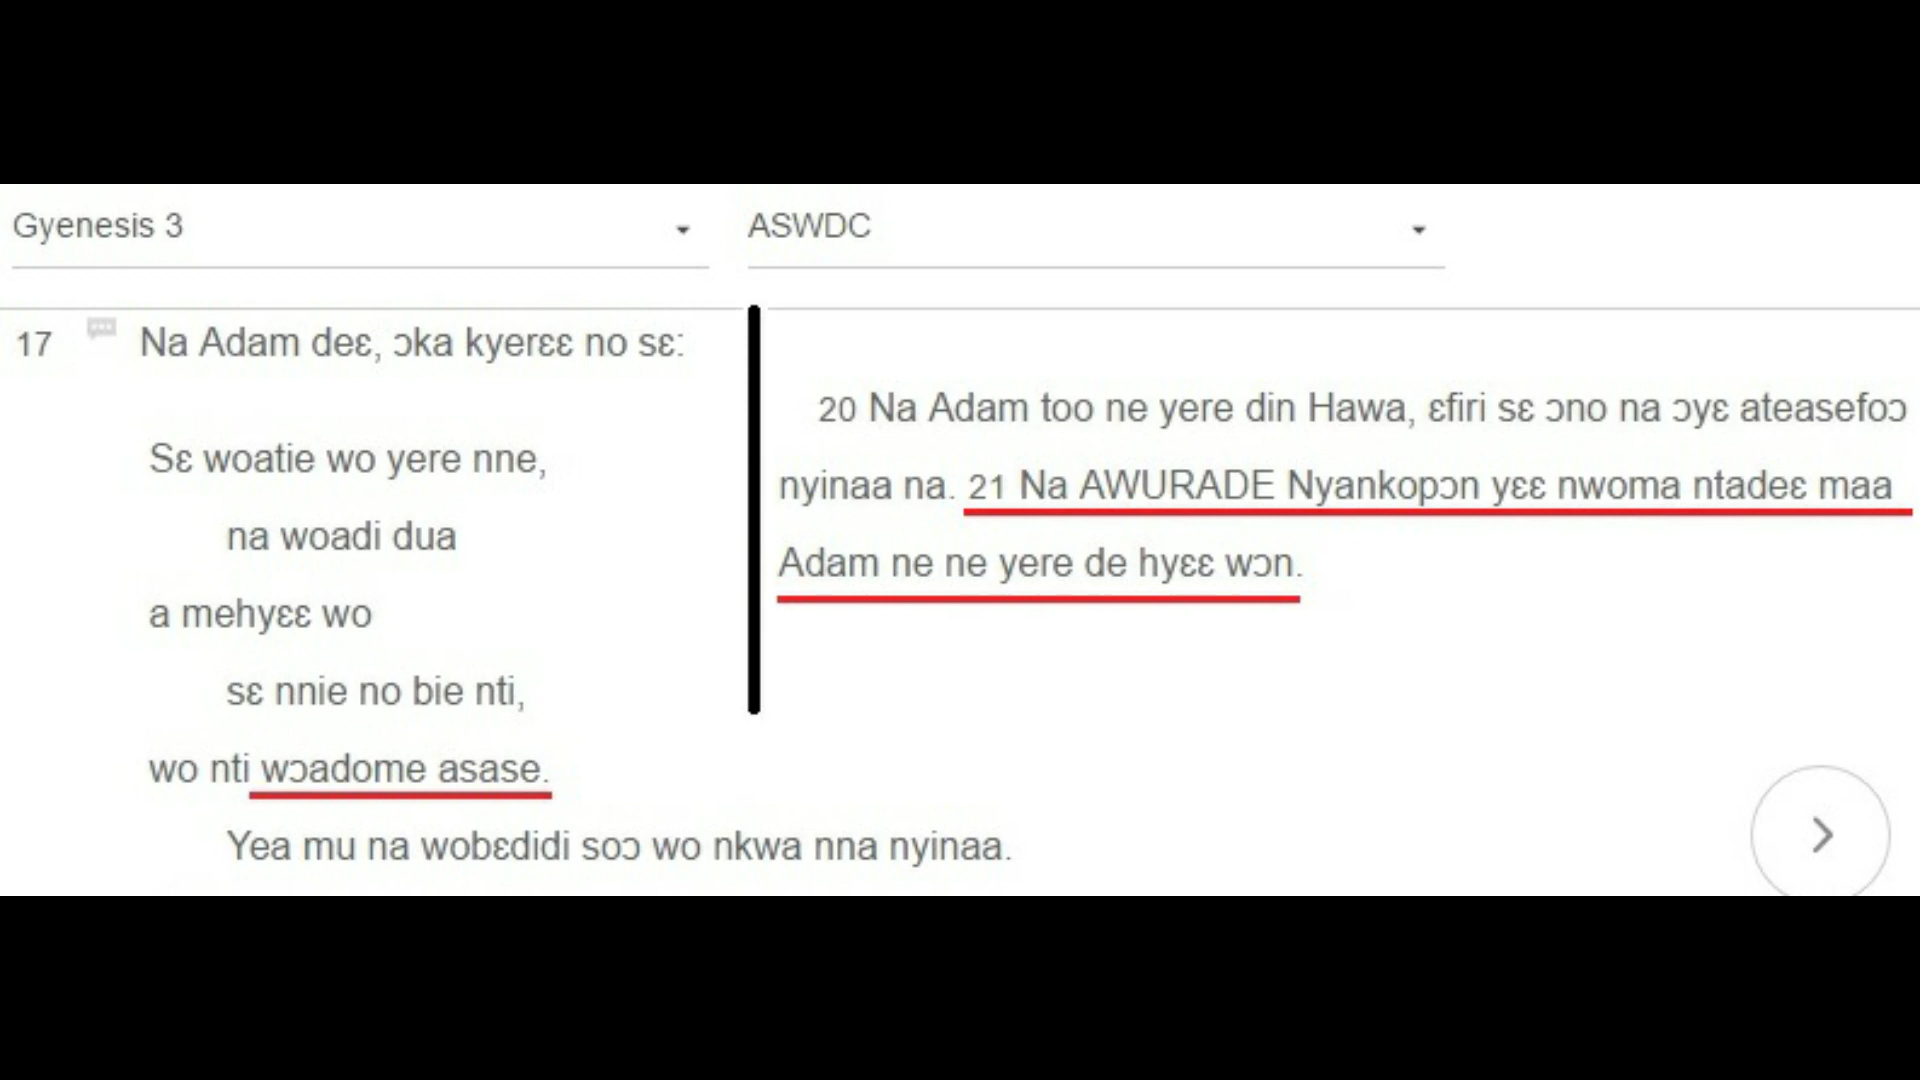 Gyenesis 3
ASWDC
17 Na Adam deɛ, ɔka kyerɛɛ no sɛ:
Sɛ woatie wo yere nne,
na woadi dua
a mehyɛɛ wo
sɛ nnie no bie nti,
wo nti wɔadome asase.
Yea mu na wobɛdidi soɔ wo nkwa nna nyinaa.
20 Na Adam too ne yere din Hawa, ɛfiri sɛ ɔno na ɔyɛ ateasefoɔ
nyinaa na. 21 Na AWURADE Nyankopɔn yɛɛ nwoma ntadeɛ maa
Adam ne ne yere de hyɛɛ wɔn.